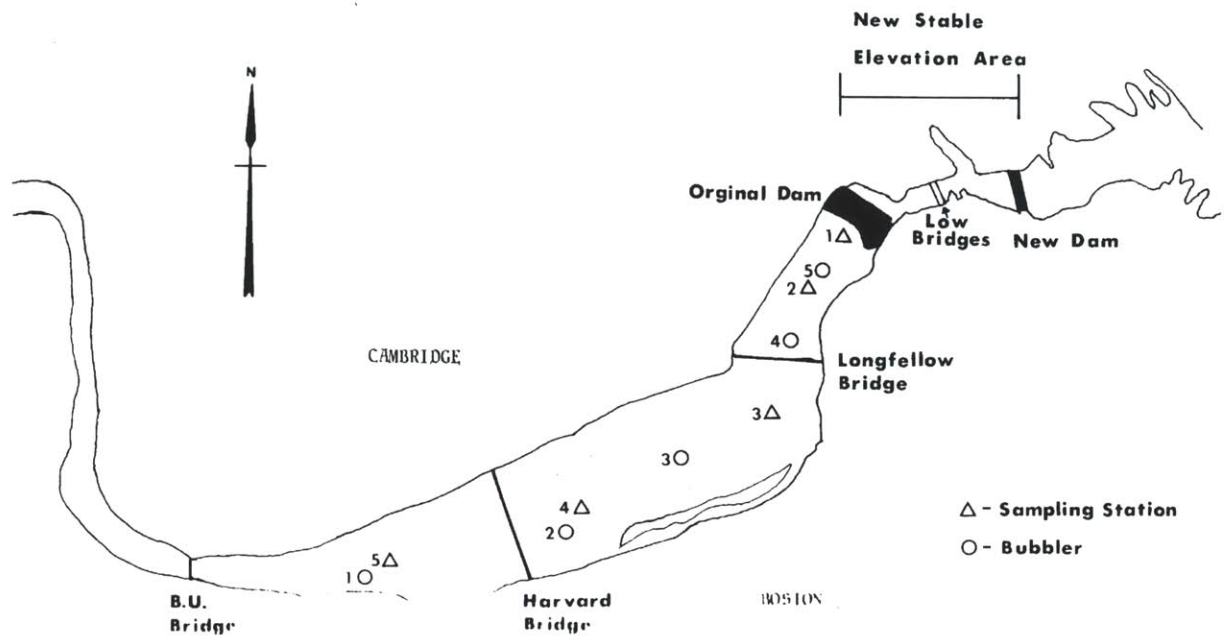 New Stable
Elevation Area
N
Orginal Dam
Low
Bridges
New Dam
1
5
2
4
CAMBRIDGE
Longfellow
Bridge
3
3
4
2
5
1
△ - Sampling Station
○ - Bubbler
B.U.
Bridge
Harvard
Bridge
BOSTON